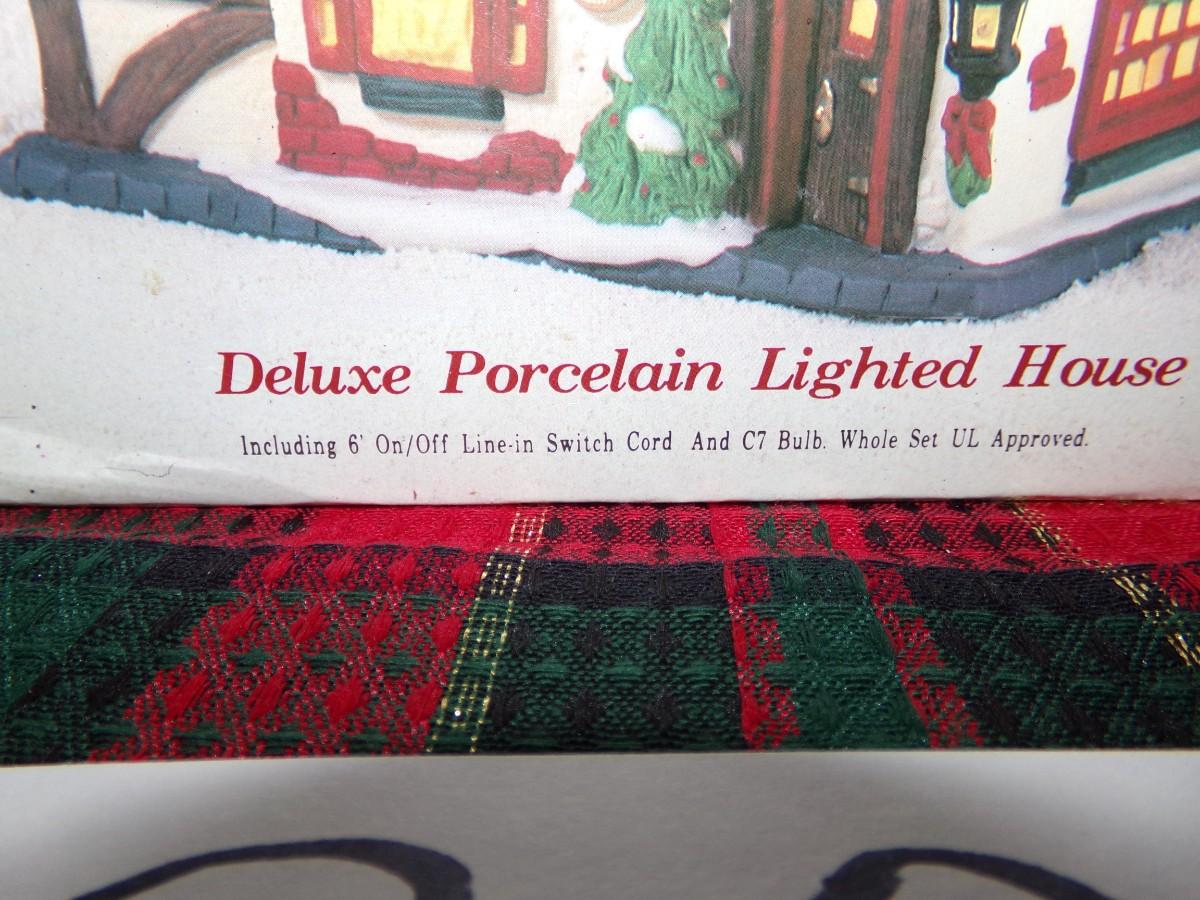 Deluxe Porcelain Lighted House
Including 6' On/Off Line-in Switch Cord And C7 Bulb. Whole Set UL Approved.